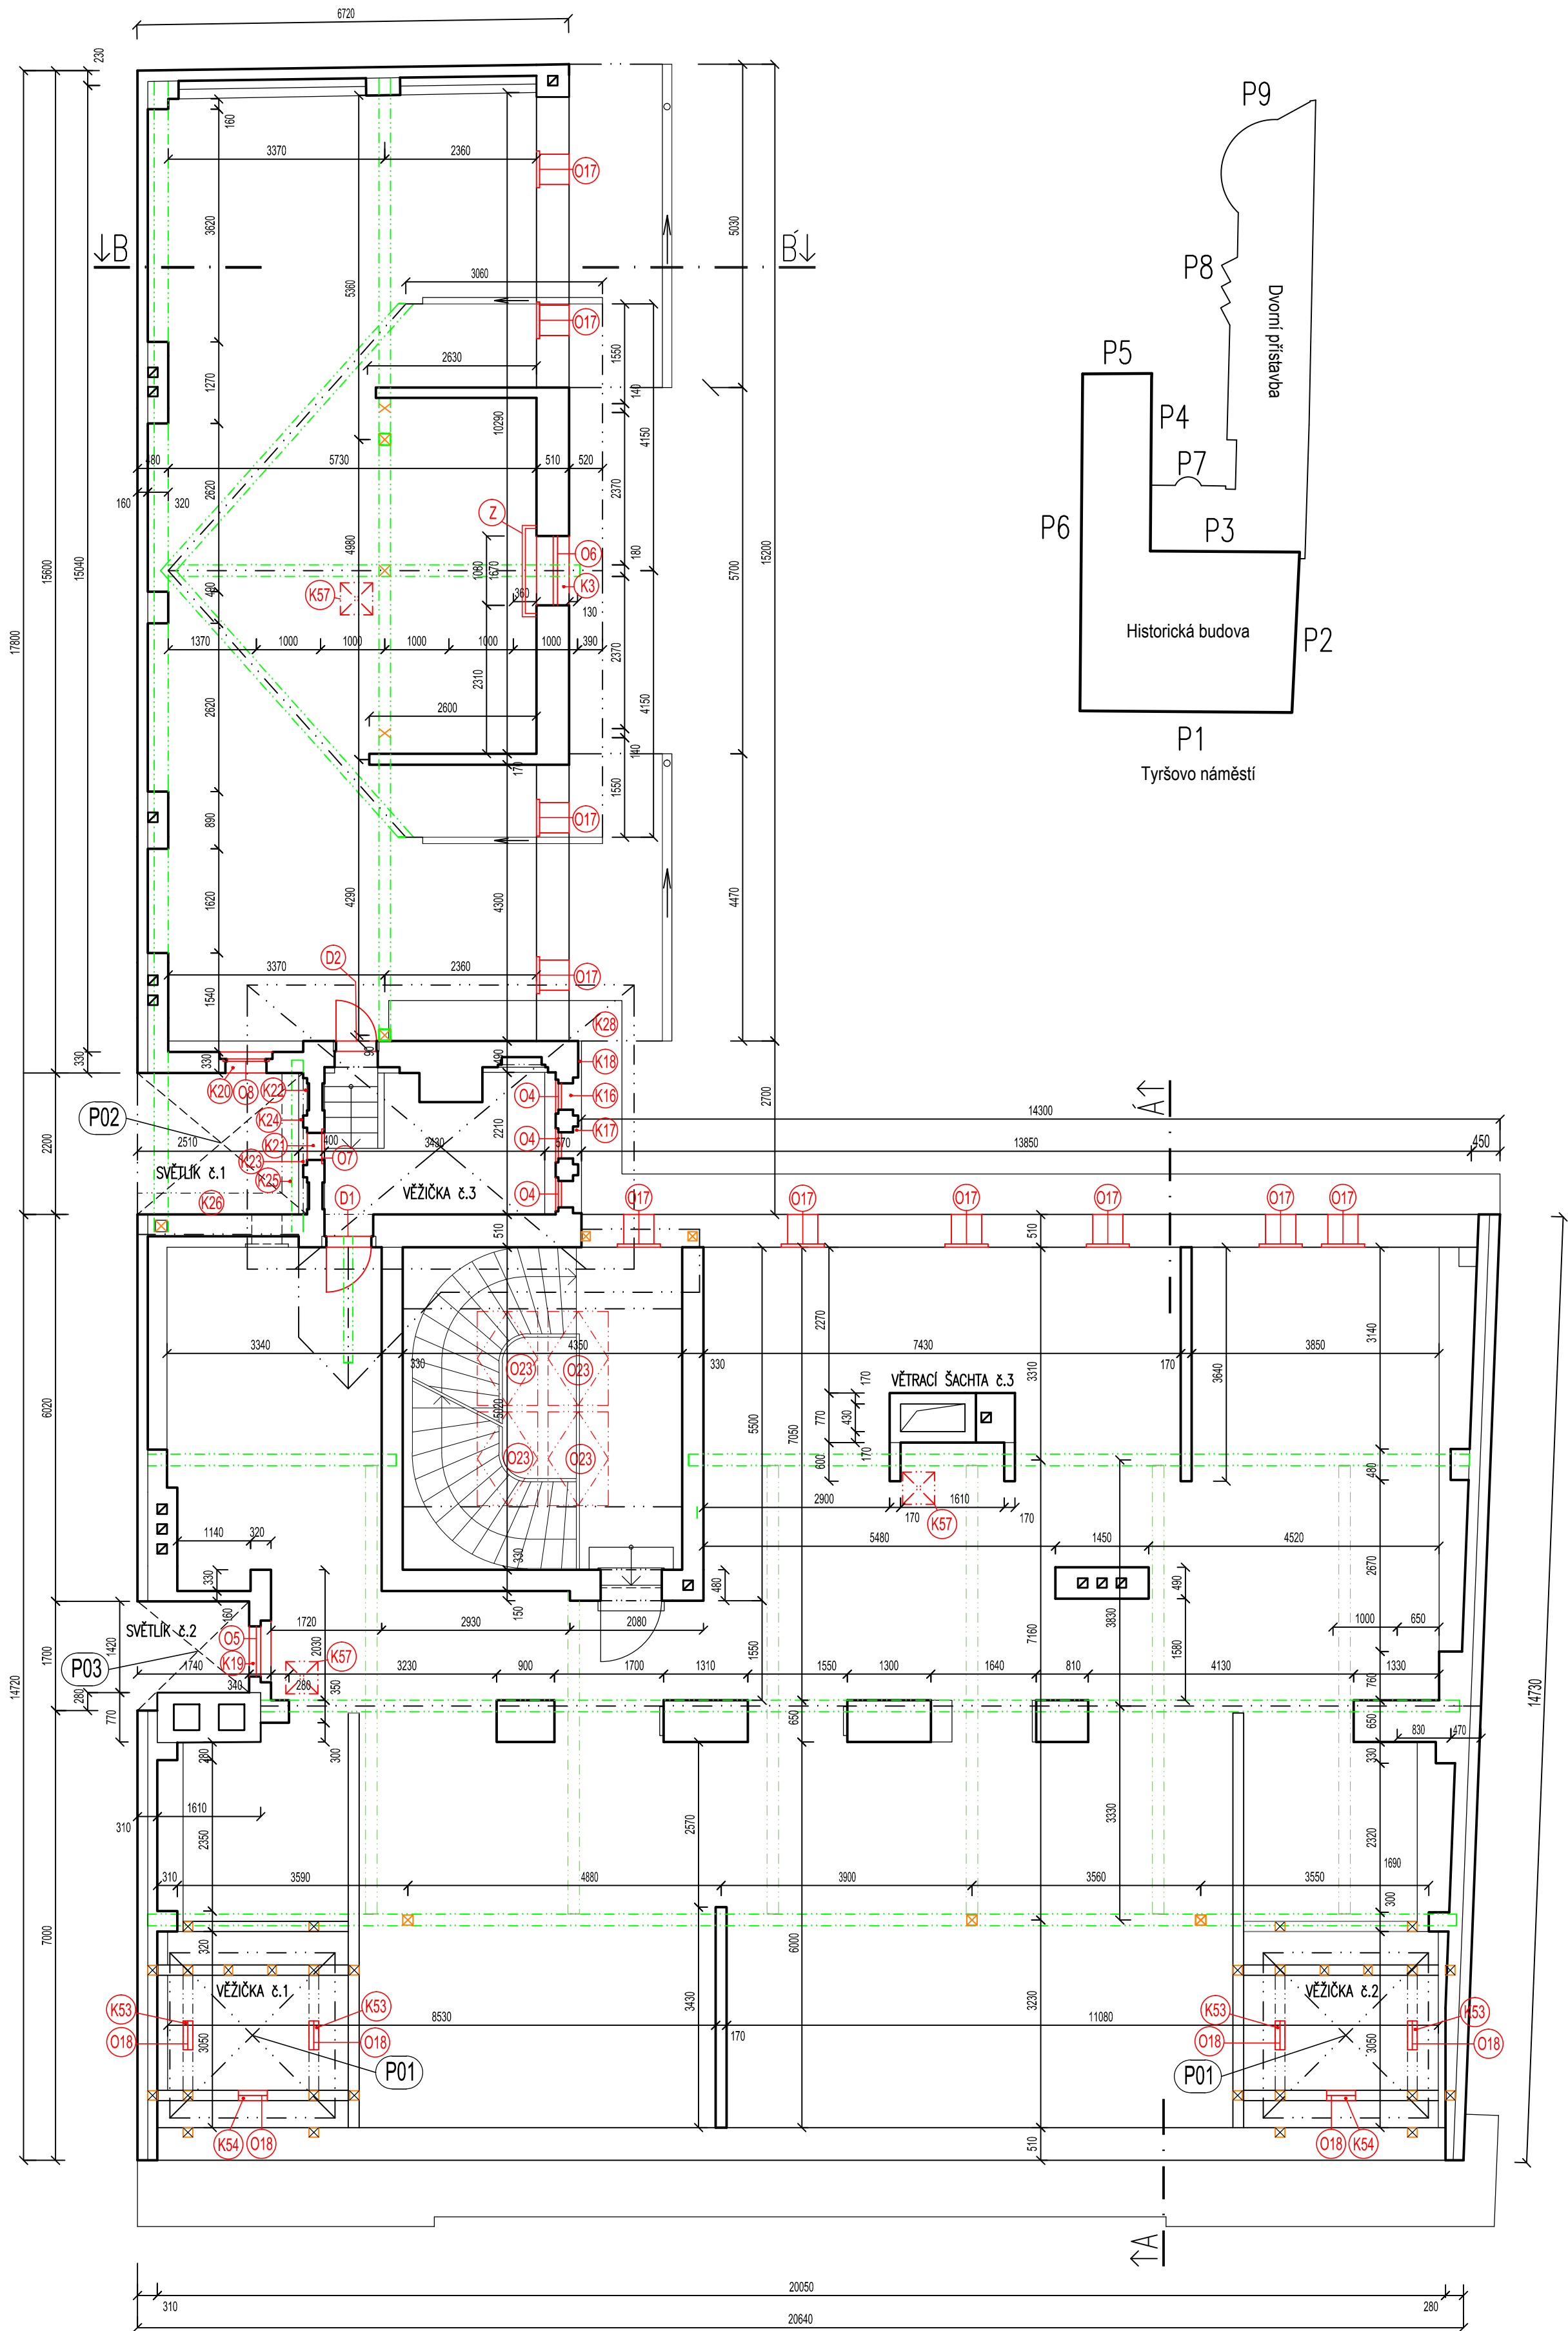 6720
230
160
3370
2360
O17
P9
3620
5030
B
B´
P8
Dvorní přístavba
3060
5360
O17
1550
2630
P5
1270
140
10290
4150
P4
480
5730
510
520
P7
160
320
2620
2370
Z
P6
P3
15600
15040
4980
1080
1670
O6
180
15200
5700
K57
480
360
K3
130
17800
1370
1000
1000
1000
1000
1000
390
2370
Historická budova
P2
2310
2620
2600
4150
P1
140
170
Tyršovo náměstí
1550
890
O17
1620
4290
4300
4470
D2
3370
2360
O17
1540
K28
330
330
90
490
K18
K20
O8
K22
O4
K16
2700
Á
P02
K24
14300
2200
2510
K21
400
3430
2210
O4
570
K17
13850
450
K23
O7
SVĚTLÍK č.1
K25
VĚŽIČKA č.3
K26
D1
O4
O17
O17
O17
O17
O17
O17
510
510
2270
3140
3340
330
4350
330
7430
170
3850
3310
3640
O23
O23
170
VĚTRACÍ ŠACHTA č.3
6020
5020
5500
7050
770
430
O23
O23
600
170
480
2900
170
1610
170
K57
1140
320
5480
1450
4520
330
330
480
490
2670
3830
160
150
1000
650
SVĚTLÍK č.2
1720
2930
2080
O5
1420
2030
K57
1550
7160
1580
P03
K19
1700
1740
3230
900
1700
1310
1550
1300
1640
810
4130
1330
760
14720
340
280
350
280
14730
770
650
650
830
470
280
300
330
1610
310
2350
2570
3330
2320
1690
310
3590
4880
3900
3560
3550
300
7000
320
6000
VĚŽIČKA č.1
VĚŽIČKA č.2
K53
K53
8530
3430
3230
11080
K53
K53
O18
O18
3050
170
O18
3050
O18
P01
P01
K54
O18
510
O18
K54
A
20050
310
280
20640